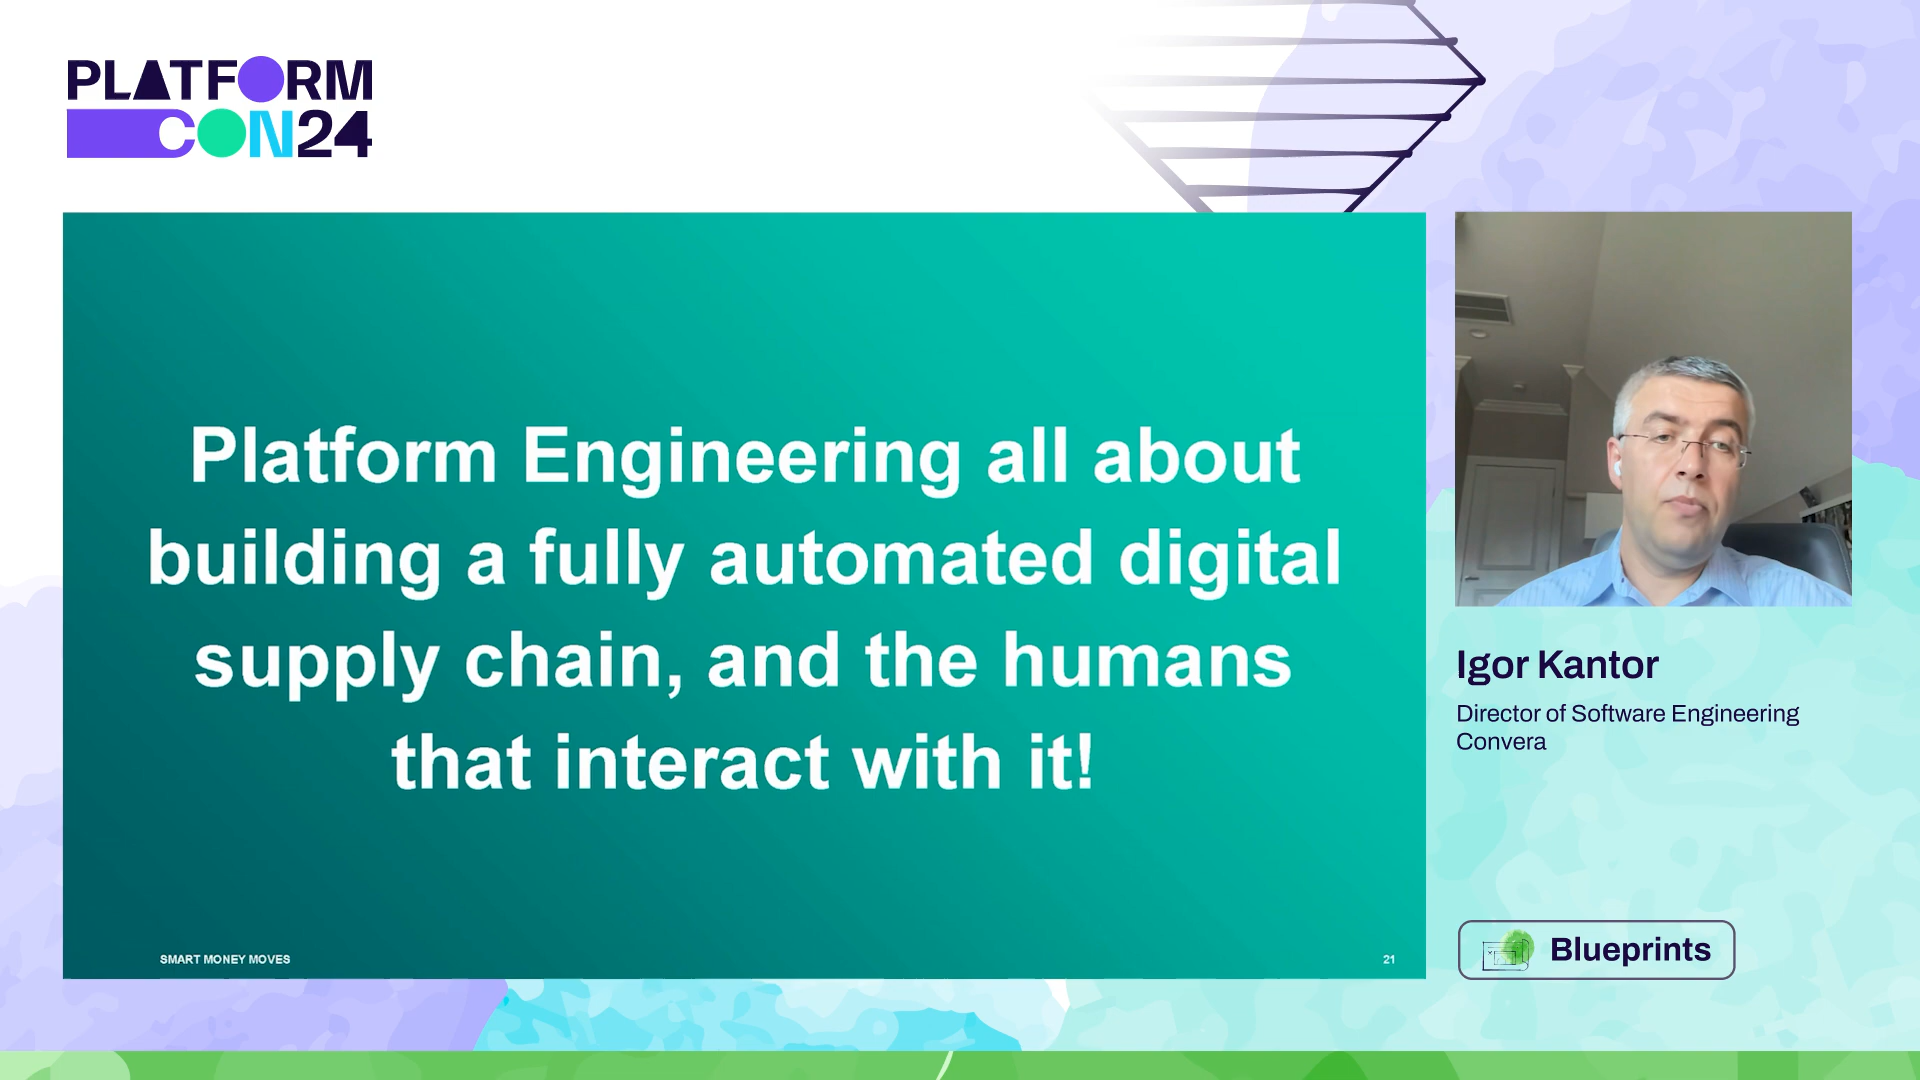 PLATFORM
CON24
Platform Engineering all about
building a fully automated digital
supply chain, and the humans
that interact with it!
SMART MONEY MOVES
21
Igor Kantor
Director of Software Engineering
Convera
Blueprints